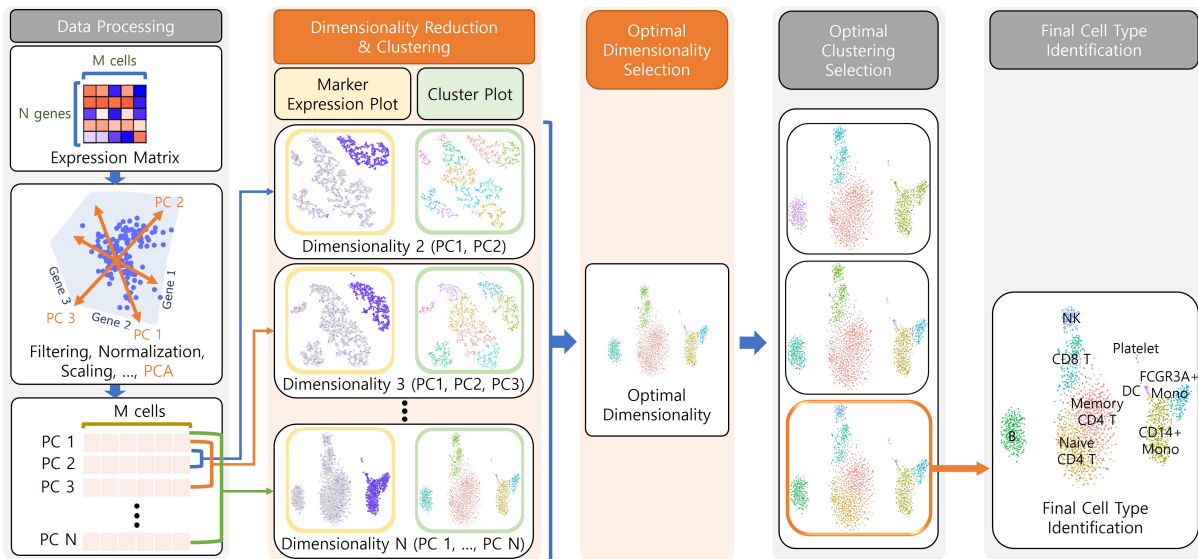 Data Processing
M cells
N genes
Expression Matrix
PC 2
Gene 1
Gene 3
PC 3
Gene 2
PC 1
Filtering, Normalization,
Scaling, ..., PCA
M cells
PC 1
PC 2
PC 3
PC N
Dimensionality Reduction
& Clustering
Marker
Expression Plot
Cluster Plot
Dimensionality 2 (PC1, PC2)
Dimensionality 3 (PC1, PC2, PC3)
Dimensionality N (PC 1, ..., PC N)
Optimal
Dimensionality
Selection
Optimal
Dimensionality
Optimal
Clustering
Selection
Final Cell Type
Identification
NK
CD8 T
Platelet
DC
FCGR3A+
Mono
Memory
CD4 T
B
Naive
CD4 T
CD14+
Mono
Final Cell Type
Identification